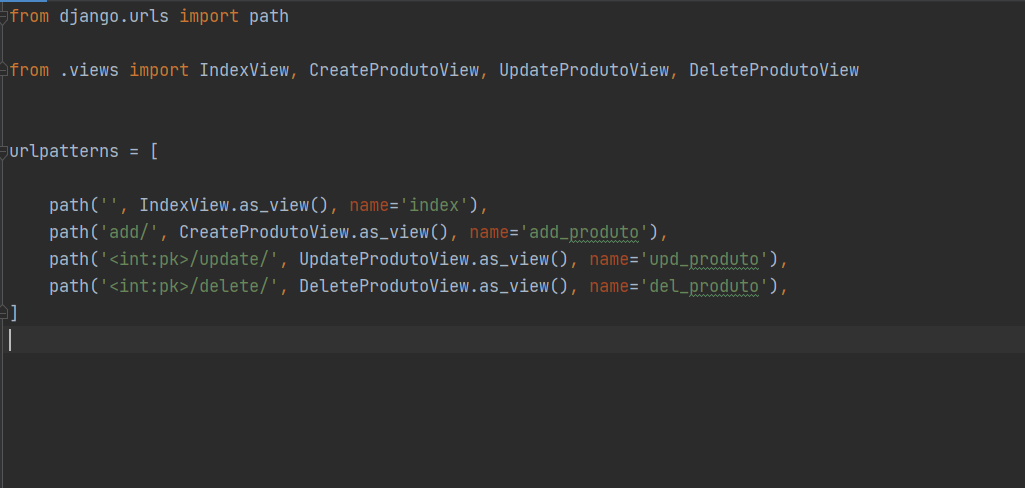 from django.urls import path
from .views import IndexView, CreateProdutoView, UpdateProdutoView, DeleteProdutoView
urlpatterns = [
path('', IndexView.as_view(), name='index'),
path('add/', CreateProdutoView.as_view(), name='add_produto'),
path('<int:pk>/update/', UpdateProdutoView.as_view(), name='upd_produto'),
path('<int:pk>/delete/', DeleteProdutoView.as_view(), name='del_produto'),
]